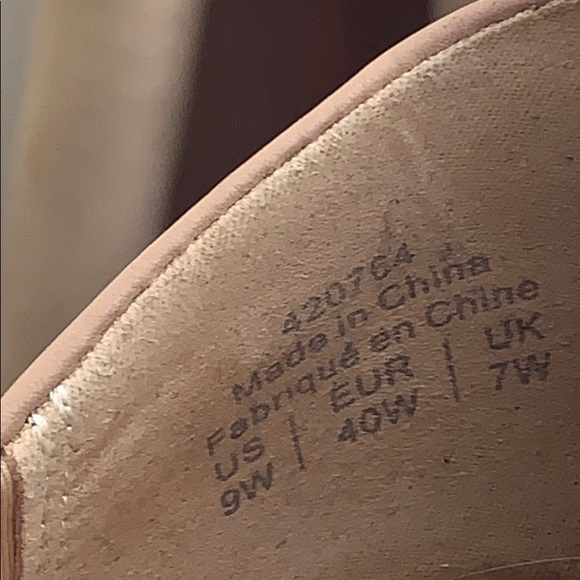 420764
Made in China
Fabriqué en Chine
US | EUR | UK
9W | 40W | 7W